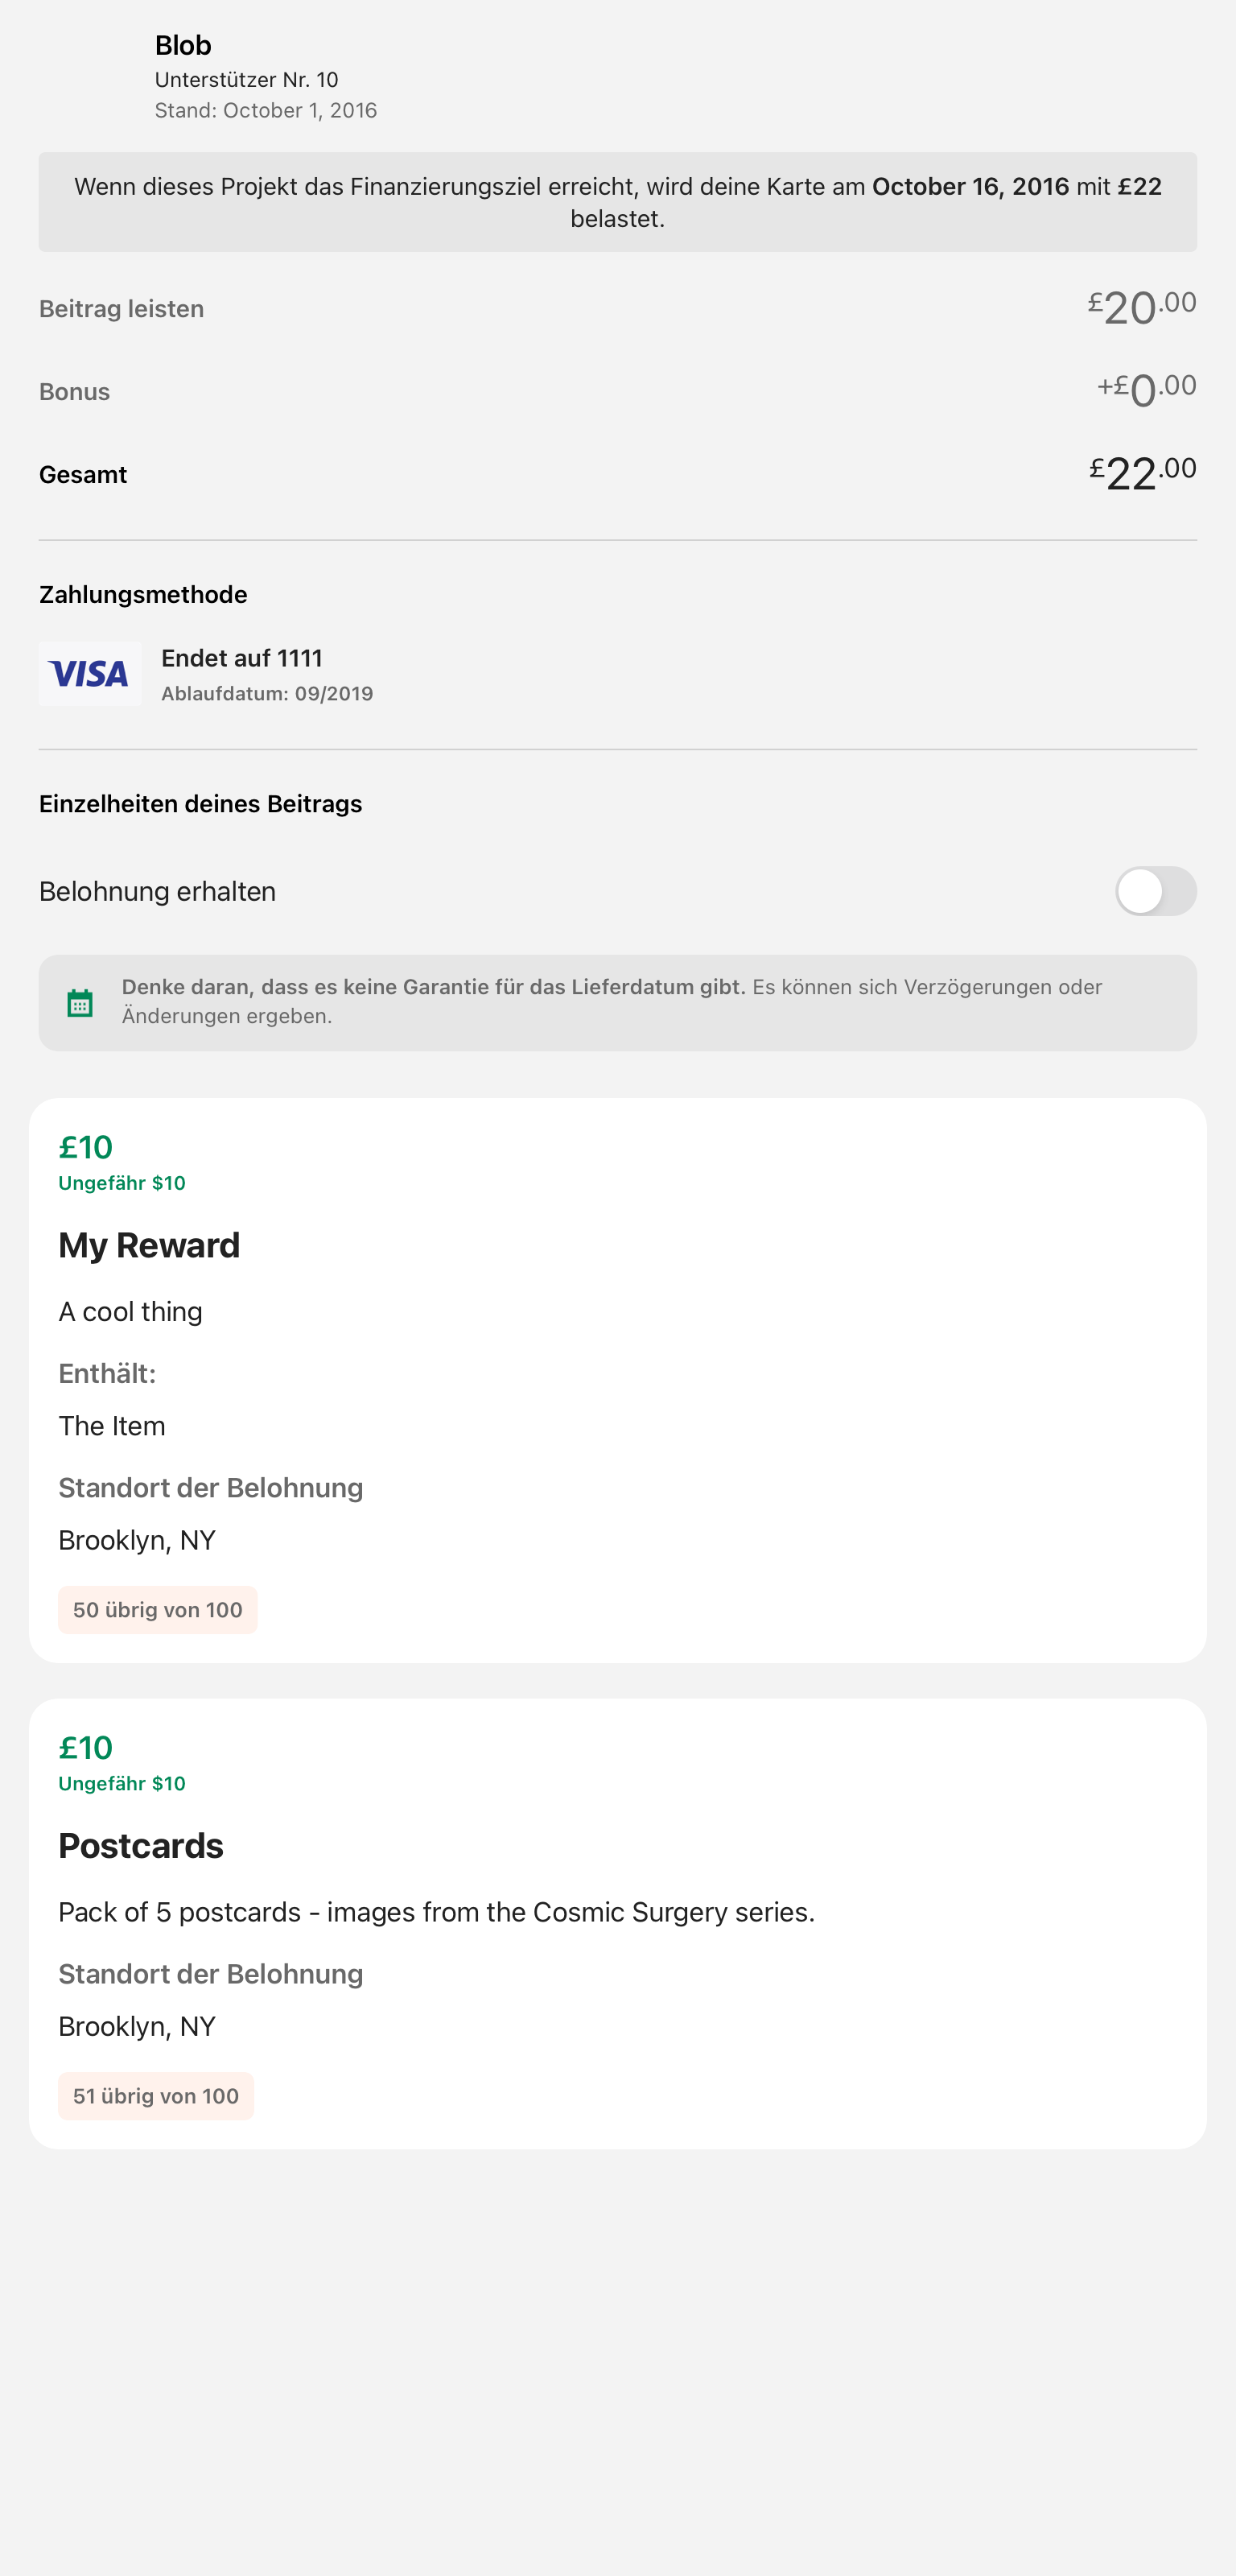 Blob
Unterstützer Nr. 10
Stand: October 1, 2016
Wenn dieses Projekt das Finanzierungsziel erreicht, wird deine Karte am October 16, 2016 mit £22
belastet.
Beitrag leisten £20.00
Bonus +£0.00
Gesamt £22.00
Zahlungsmethode
VISA
Endet auf 1111
Ablaufdatum: 09/2019
Einzelheiten deines Beitrags
Belohnung erhalten
Denke daran, dass es keine Garantie für das Lieferdatum gibt. Es können sich Verzögerungen oder
Änderungen ergeben.
£10
Ungefähr $10
My Reward
A cool thing
Enthält:
The Item
Standort der Belohnung
Brooklyn, NY
50 übrig von 100
£10
Ungefähr $10
Postcards
Pack of 5 postcards - images from the Cosmic Surgery series.
Standort der Belohnung
Brooklyn, NY
51 übrig von 100